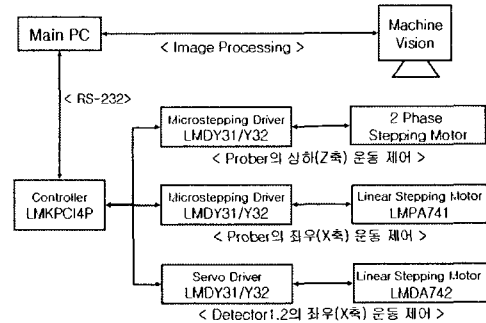 Main PC
Machine
Vision
< Image Processing >
< RS-232>
Microstepping Driver
LMDY31/Y32
2 Phase
Stepping Motor
< Prober의 상하(Z축) 운동 제어 >
Controller
LMKPCI4P
Microstepping Driver
LMDY31/Y32
Linear Stepping Motor
LMPA741
< Prober의 좌우(X축) 운동 제어 >
Servo Driver
LMDY31/Y32
Linear Stepping Motor
LMDA742
< Detector1,2의 좌우(X축) 운동 제어 >